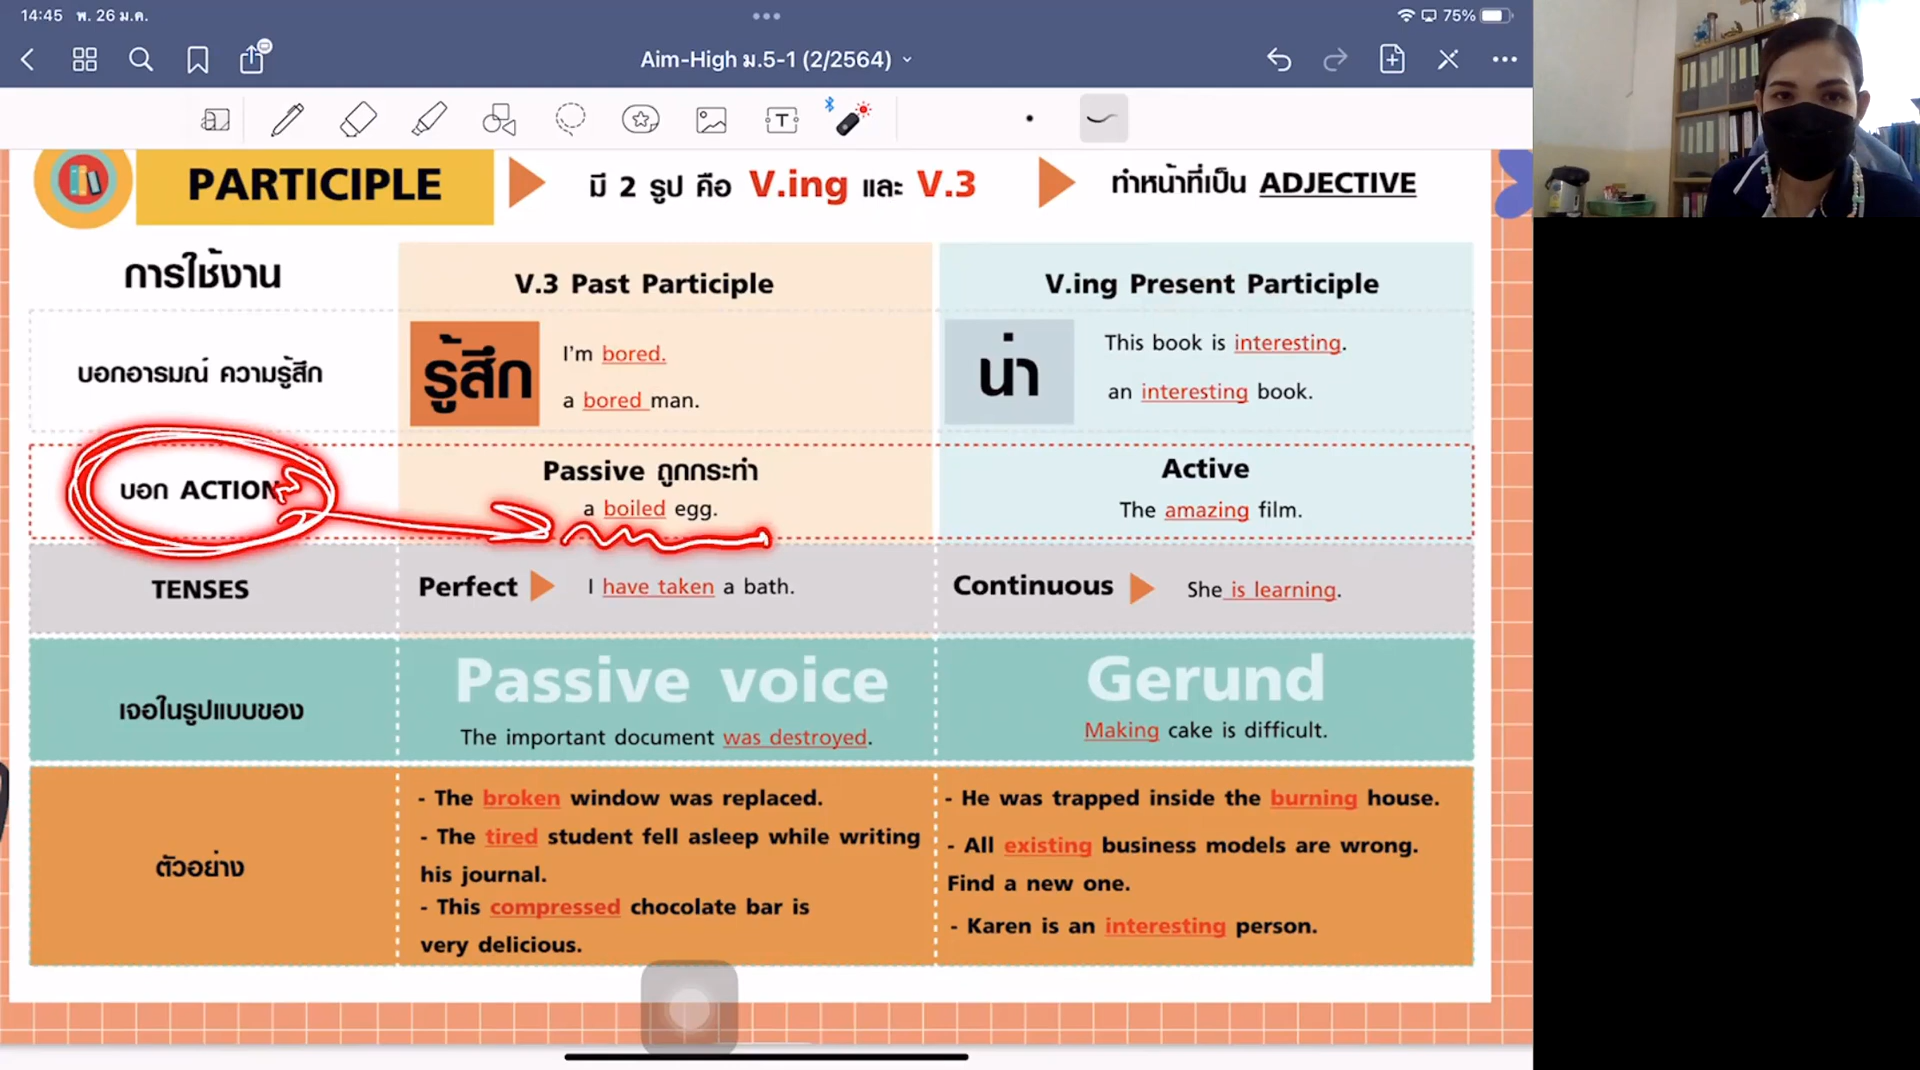 14:45 พ. 26 ม.ค.
75%
Aim-High ม.5-1 (2/2564)
PARTICIPLE
มี 2 รูป คือ V.ing และ V.3
ทำหน้าที่เป็น ADJECTIVE
การใช้งาน
V.3 Past Participle
V.ing Present Participle
บอกอารมณ์ ความรู้สึก
รู้สึก
I'm bored.
a bored man.
น่า
This book is interesting.
an interesting book.
บอก ACTION
Passive ถูกกระทำ
a boiled egg.
Active
The amazing film.
TENSES
Perfect
I have taken a bath.
Continuous
She is learning.
เจอในรูปแบบของ
Passive voice
The important document was destroyed.
Gerund
Making cake is difficult.
ตัวอย่าง
- The broken window was replaced.
- The tired student fell asleep while writing
his journal.
- This compressed chocolate bar is
very delicious.
- He was trapped inside the burning house.
- All existing business models are wrong.
Find a new one.
- Karen is an interesting person.